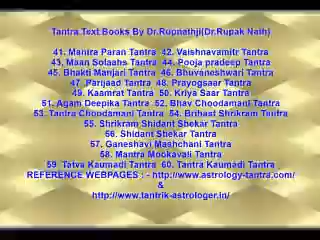 Tantra Text Books By Dr.Rupnathji(Dr.Rupak Nath)
41. Mantra Paran Tantra 42. Vaishnavamitr Tantra
43, Maan Solaahs Tantra 44. Pooja pradeep Tantra
45. Bhakti Manjari Tantra 46. Bhuvaneshwari Tantra
47 .Parijaad Tantra 48. Prayogsaar Tantra
49. Kaamrat Tantra 50. Kriya Saar Tantra
51. Agam Deepika Tantra 52. Bhav Choodamani Tantra
53. Tantra Choodamani Tantra 54. Brihast Shrikram Tantra
55. Shrikram Shidant Shekar Tantra
56. Shidant Shekar Tantra
57. Ganeshavi Mashchani Tantra
58. Mantra Mookavali Tantra
59 Tatva Kaumadi Tantra 60. Tantra Kaumadi Tantra
REFERENCE WEBPAGES : - http://www.astrology-tantra.com/
&
http://www.tantrik-astrologer.in/